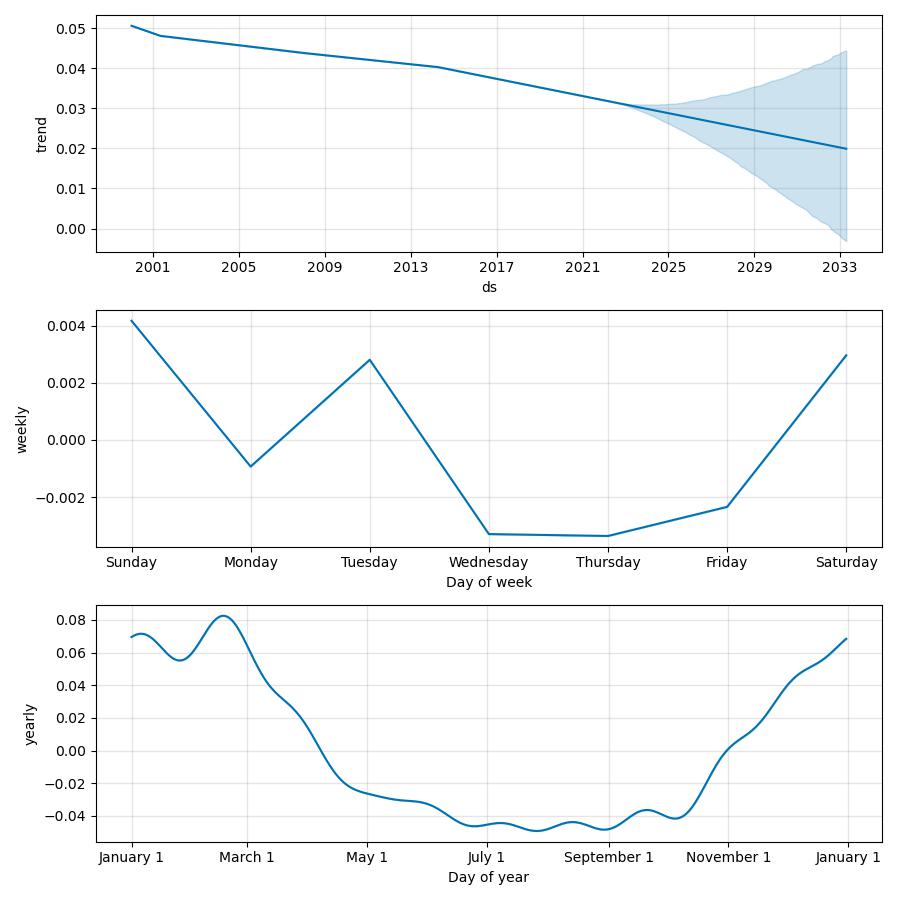 0.05
0.04
0.03
0.02
0.01
0.00
trend
2001 2005 2009 2013 2017 2021 2025 2029 2033
ds
0.004
0.002
0.000
−0.002
weekly
Sunday Monday Tuesday Wednesday Thursday Friday Saturday
Day of week
0.08
0.06
0.04
0.02
0.00
−0.02
−0.04
yearly
January 1 March 1 May 1 July 1 September 1 November 1 January 1
Day of year